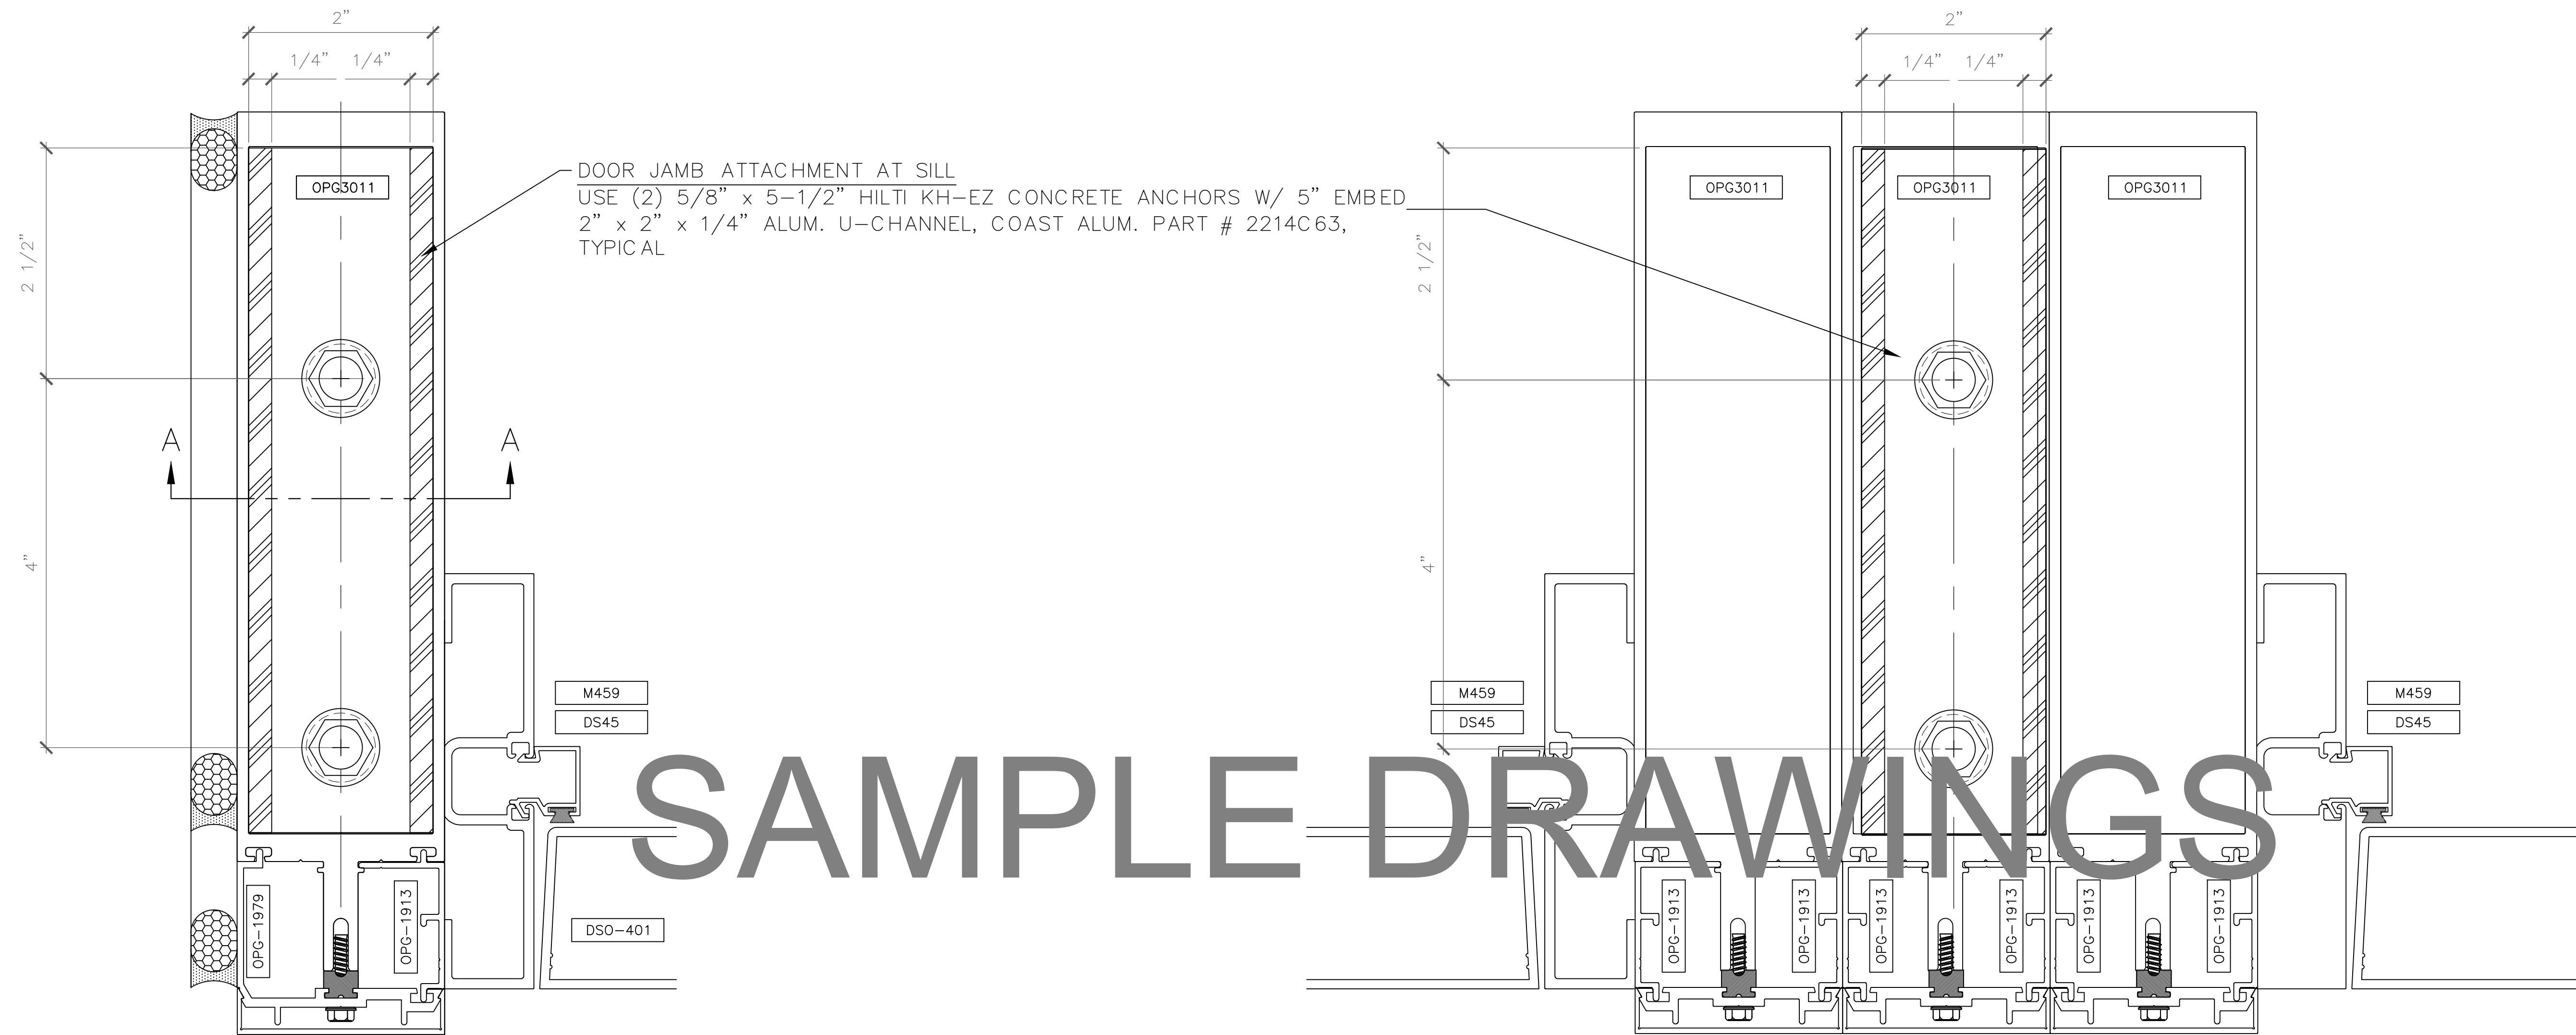 2"
1/4" 1/4"
2"
1/4" 1/4"
DOOR JAMB ATTACHMENT AT SILL
USE (2) 5/8" x 5-1/2" HILTI KH-EZ CONCRETE ANCHORS W/ 5" EMBED
2" x 2" x 1/4" ALUM. U-CHANNEL, COAST ALUM. PART # 2214C63,
TYPICAL
OPG3011
OPG3011
OPG3011
OPG3011
2 1/2"
2 1/2"
A A
4"
4"
M459
DS45
M459
DS45
M459
DS45
SAMPLE DRAWINGS
OPG-1979
OPG-1913
DSO-401
OPG-1913
OPG-1913
OPG-1913
OPG-1913
OPG-1913
OPG-1913